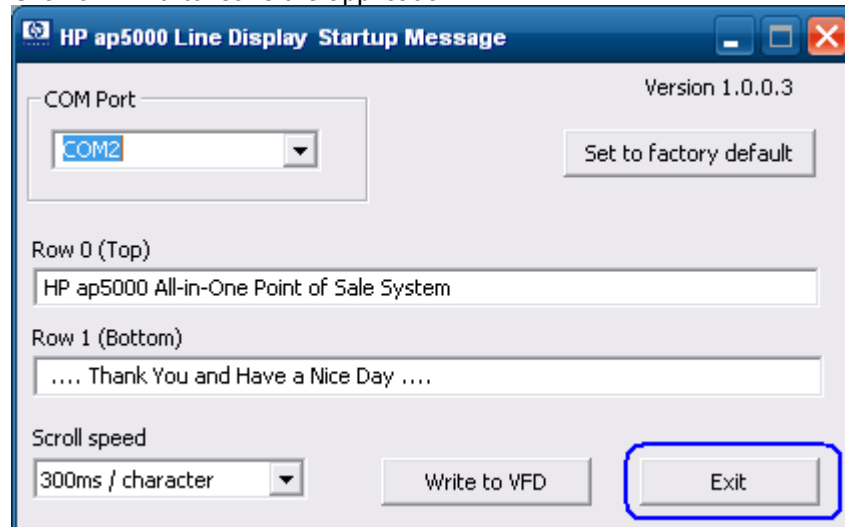 HP ap5000 Line Display Startup Message
Version 1.0.0.3
COM Port
COM2
Set to factory default
Row 0 (Top)
HP ap5000 All-in-One Point of Sale System
Row 1 (Bottom)
.... Thank You and Have a Nice Day ....
Scroll speed
300ms / character
Write to VFD
Exit